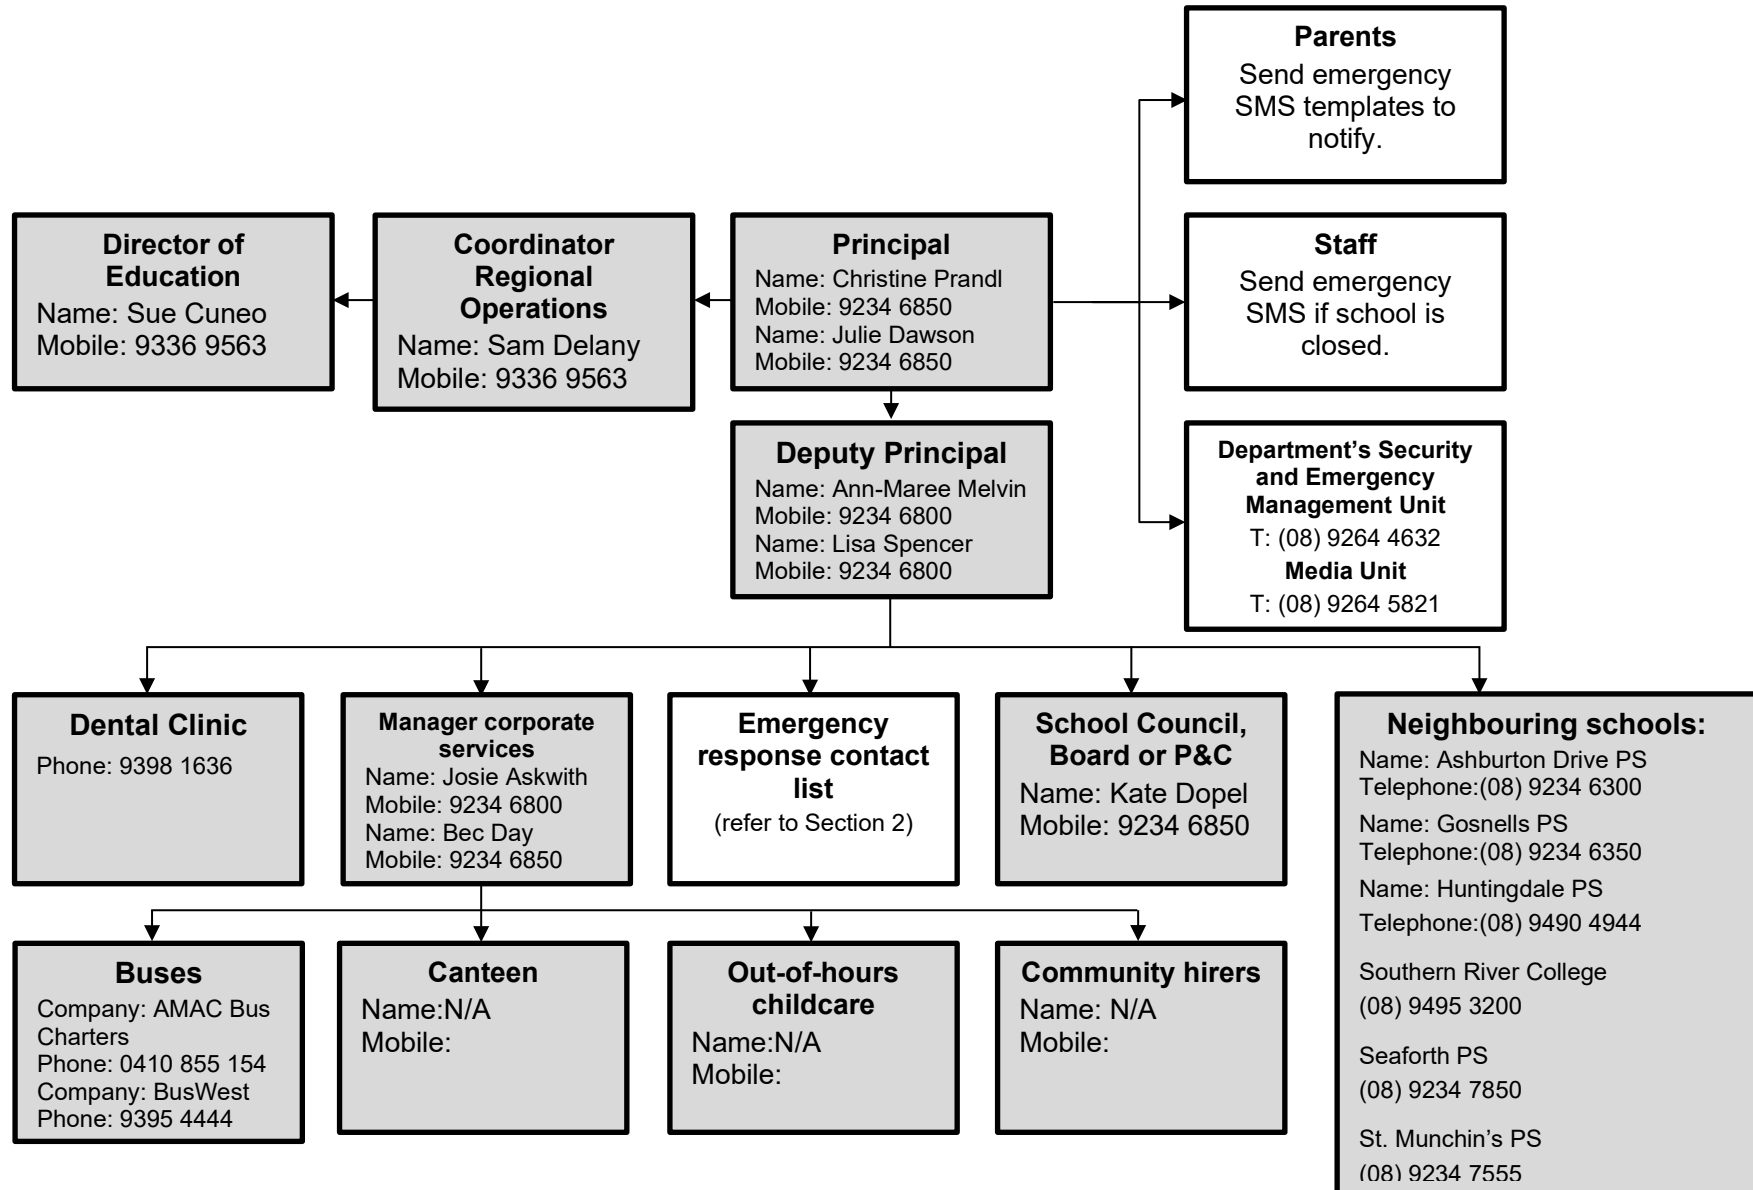 Parents
Send emergency
SMS templates to
notify.
Director of
Education
Name: Sue Cuneo
Mobile: 9336 9563
Coordinator
Regional
Operations
Name: Sam Delany
Mobile: 9336 9563
Principal
Name: Christine Prandl
Mobile: 9234 6850
Name: Julie Dawson
Mobile: 9234 6850
Staff
Send emergency
SMS if school is
closed.
Deputy Principal
Name: Ann-Maree Melvin
Mobile: 9234 6800
Name: Lisa Spencer
Mobile: 9234 6800
Department’s Security
and Emergency
Management Unit
T: (08) 9264 4632
Media Unit
T: (08) 9264 5821
Dental Clinic
Phone: 9398 1636
Manager corporate
services
Name: Josie Askwith
Mobile: 9234 6800
Name: Bec Day
Mobile: 9234 6850
Emergency
response contact
list
(refer to Section 2)
School Council,
Board or P&C
Name: Kate Dopel
Mobile: 9234 6850
Neighbouring schools:
Name: Ashburton Drive PS
Telephone:(08) 9234 6300
Name: Gosnells PS
Telephone:(08) 9234 6350
Name: Huntingdale PS
Telephone:(08) 9490 4944
Southern River College
(08) 9495 3200
Seaforth PS
(08) 9234 7850
St. Munchin’s PS
(08) 9234 7555
Buses
Company: AMAC Bus
Charters
Phone: 0410 855 154
Company: BusWest
Phone: 9395 4444
Canteen
Name:N/A
Mobile:
Out-of-hours
childcare
Name:N/A
Mobile:
Community hirers
Name: N/A
Mobile: